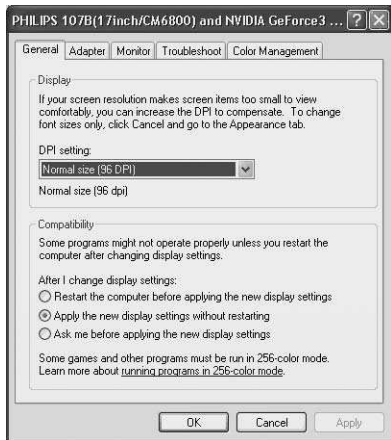 PHILIPS 107B(17inch/CM6800) and NVIDIA GeForce3 ...
General Adapter Monitor Troubleshoot Color Management
Display
If your screen resolution makes screen items too small to view
comfortably, you can increase the DPI to compensate. To change
font sizes only, click Cancel and go to the Appearance tab.
DPI setting:
Normal size (96 DPI)
Normal size (96 dpi)
Compatibility
Some programs might not operate properly unless you restart the
computer after changing display settings.
After I change display settings:
Restart the computer before applying the new display settings
Apply the new display settings without restarting
Ask me before applying the new display settings
Some games and other programs must be run in 256-color mode.
Learn more about running programs in 256-color mode.
OK Cancel Apply